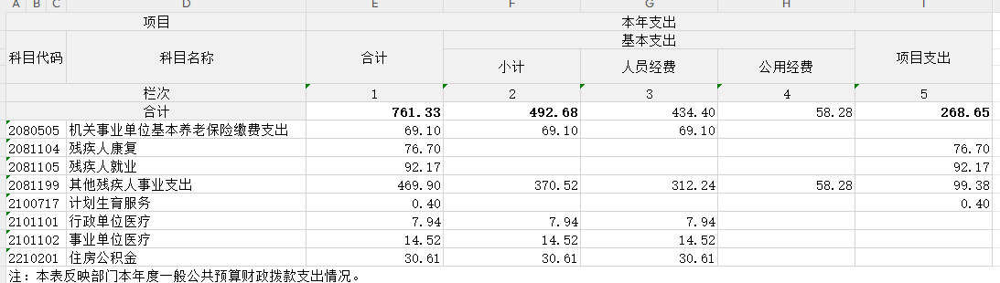 A B C D E F G H I
项目 本年支出
科目代码 科目名称 合计 基本支出 项目支出
小计 人员经费 公用经费
栏次 1 2 3 4 5
合计 761.33 492.68 434.40 58.28 268.65
2080505 机关事业单位基本养老保险缴费支出 69.10 69.10 69.10
2081104 残疾人康复 76.70 76.70
2081105 残疾人就业 92.17 92.17
2081199 其他残疾人事业支出 469.90 370.52 312.24 58.28 99.38
2100717 计划生育服务 0.40 0.40
2101101 行政单位医疗 7.94 7.94 7.94
2101102 事业单位医疗 14.52 14.52 14.52
2210201 住房公积金 30.61 30.61 30.61
注：本表反映部门本年度一般公共预算财政拨款支出情况。